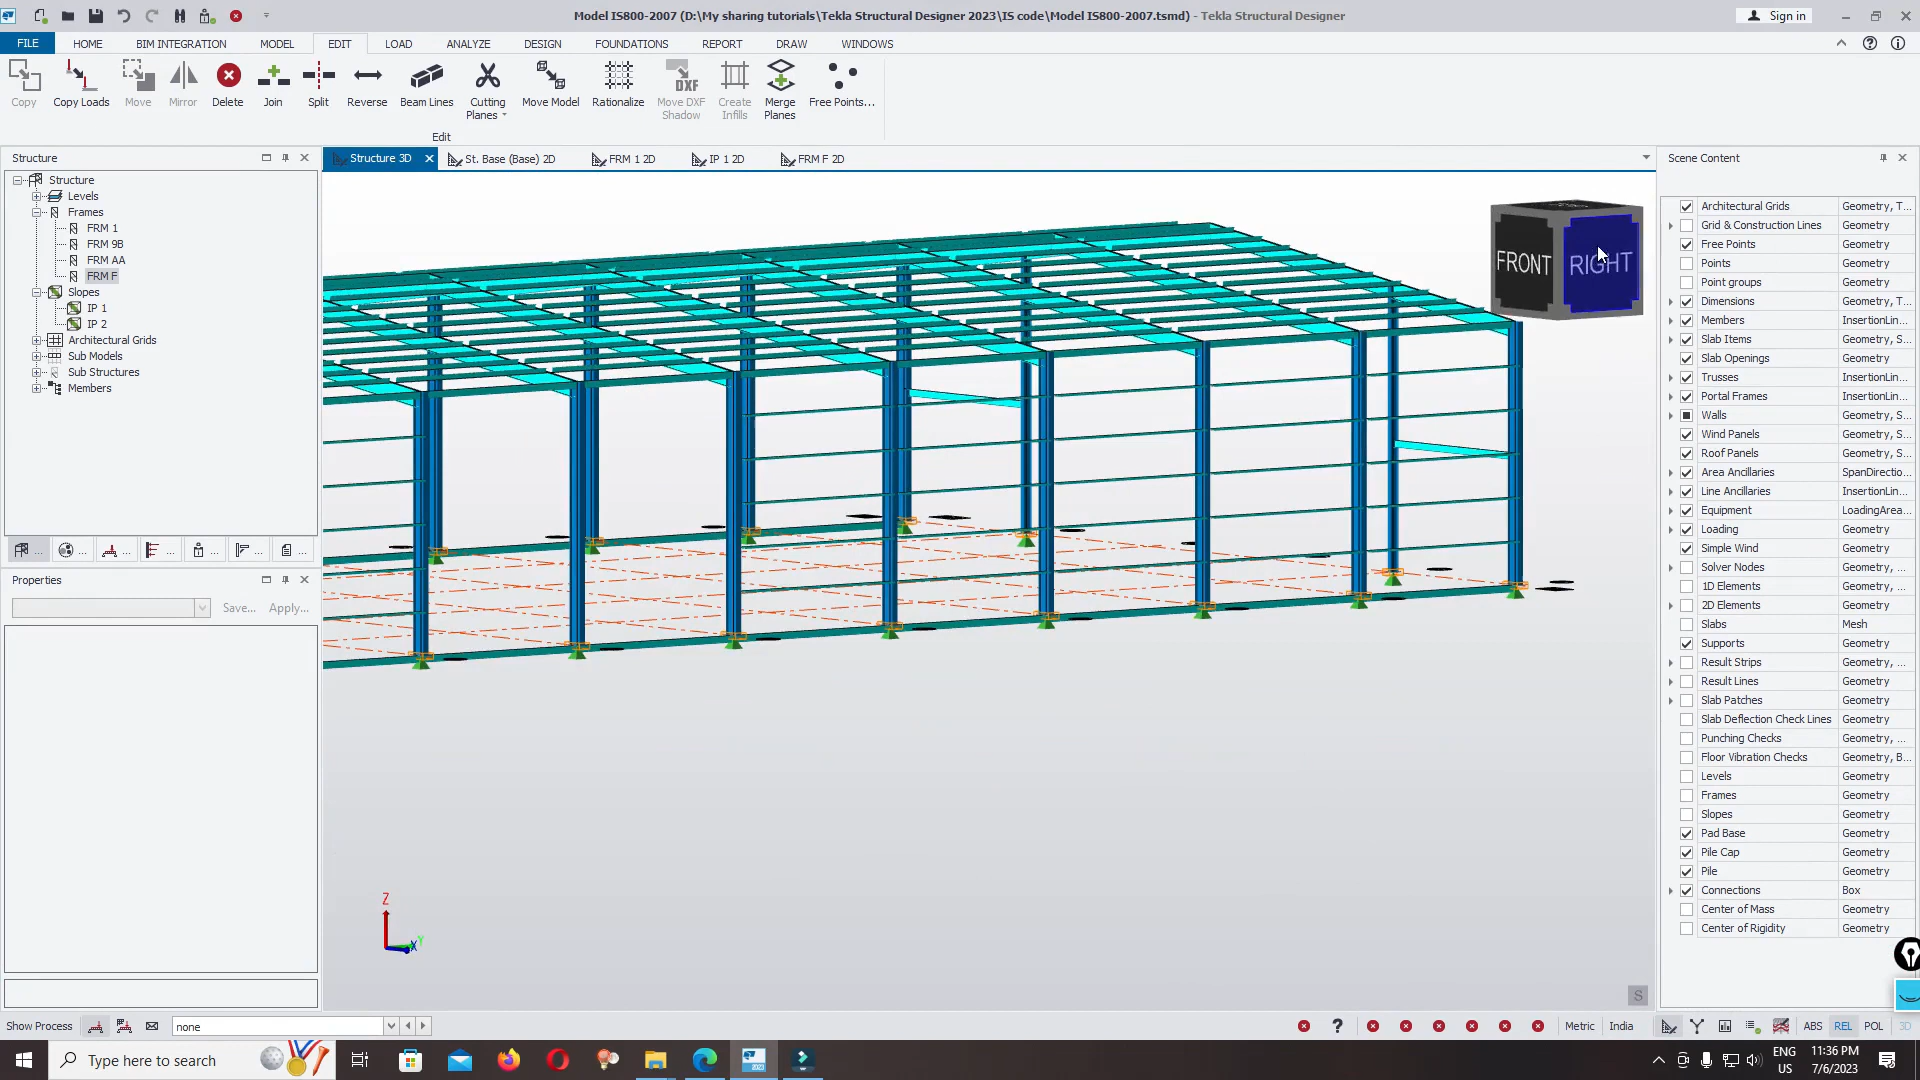 Model IS800-2007 (D:\My sharing tutorials\Tekla Structural Designer 2023\IS code\Model IS800-2007.tsmd) - Tekla Structural Designer
Sign in
FILE HOME BIM INTEGRATION MODEL EDIT LOAD ANALYZE DESIGN FOUNDATIONS REPORT DRAW WINDOWS
Copy Copy Loads Move Mirror Delete Join Split Reverse Beam Lines Cutting Planes Move Model Rationalize Move DXF Shadow Create Infills Merge Planes Free Points...
DXF
Edit
Structure
Structure 3D St. Base (Base) 2D FRM 1 2D IP 1 2D FRM F 2D
Scene Content
Structure
Levels
Frames
FRM 1
FRM 9B
FRM AA
FRM F
Slopes
IP 1
IP 2
Architectural Grids
Sub Models
Sub Structures
Members
Properties
Save... Apply...
FRONT RIGHT
Z
Y
X
S
Architectural Grids Geometry, T...
Grid & Construction Lines Geometry
Free Points Geometry
Points Geometry
Point groups Geometry
Dimensions Geometry, T...
Members InsertionLin...
Slab Items Geometry, S...
Slab Openings Geometry
Trusses InsertionLin...
Portal Frames InsertionLin...
Walls Geometry, S...
Wind Panels Geometry, S...
Roof Panels Geometry, S...
Area Ancillaries SpanDirectio...
Line Ancillaries InsertionLin...
Equipment LoadingArea...
Loading Geometry
Simple Wind Geometry
Solver Nodes Geometry, ...
1D Elements Geometry, ...
2D Elements Geometry, ...
Slabs Mesh
Supports Geometry
Result Strips Geometry, ...
Result Lines Geometry
Slab Patches Geometry
Slab Deflection Check Lines Geometry
Punching Checks Geometry, ...
Floor Vibration Checks Geometry, B...
Levels Geometry
Frames Geometry
Slopes Geometry
Pad Base Geometry
Pile Cap Geometry
Pile Geometry
Connections Box
Center of Mass Geometry
Center of Rigidity Geometry
Show Process none
Metric India ABS REL POL 3D
Type here to search
ENG
US
11:36 PM
7/6/2023